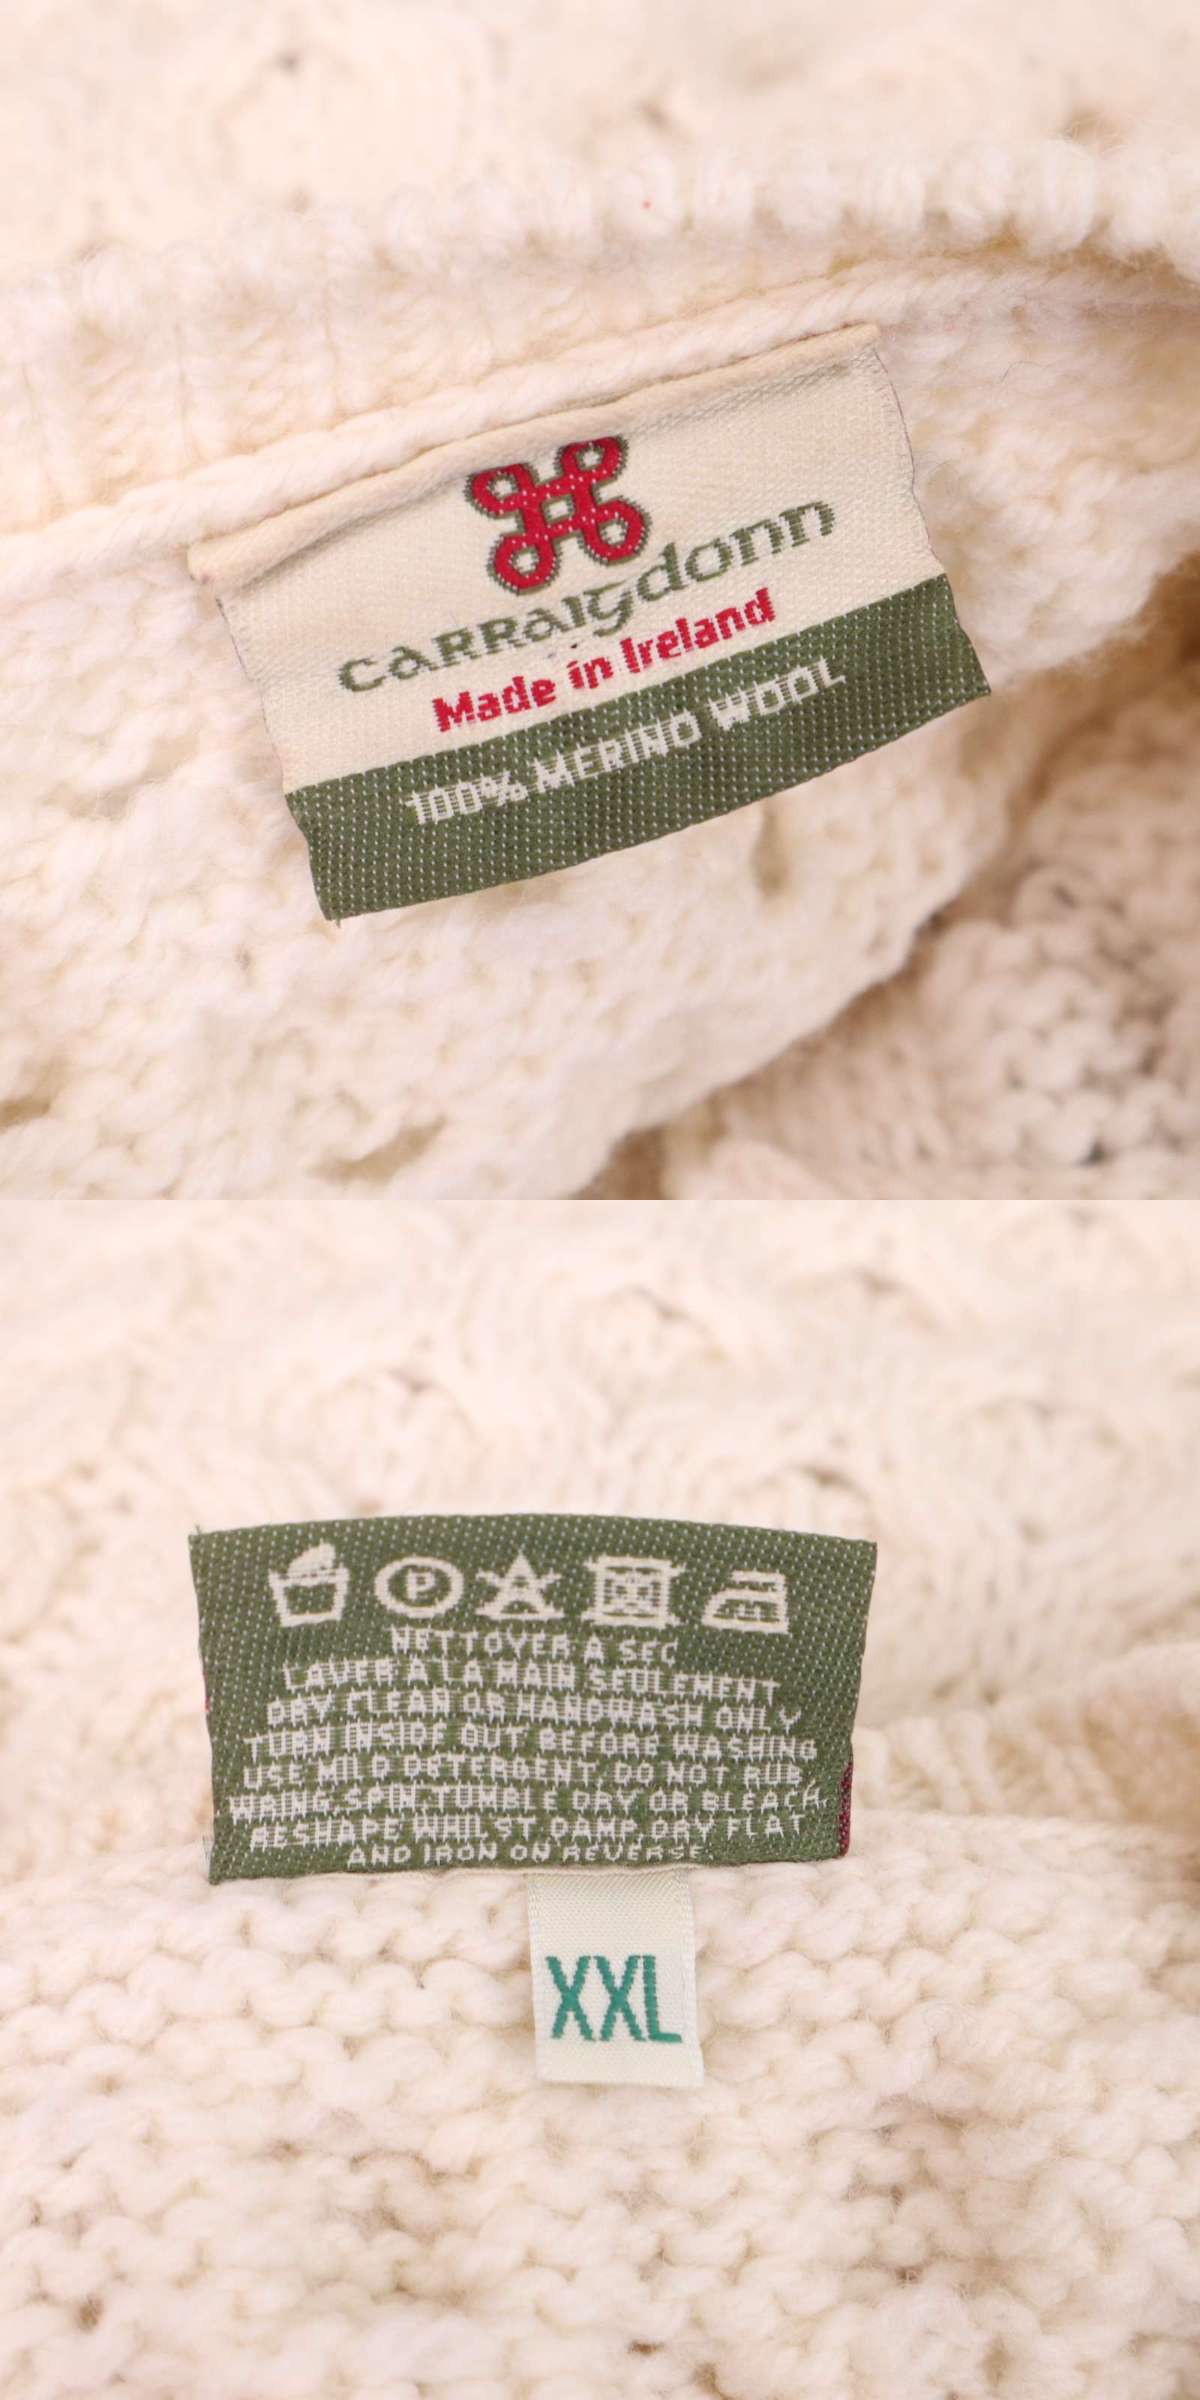 CARRAIGdonn
Made in Ireland
100% MERINO WOOL
P
NETTOYER A SEC
LAVER A LA MAIN SEULEMENT
DRY CLEAN OR HANDWASH ONLY
TURN INSIDE OUT BEFORE WASHING
USE MILD DETERGENT, DO NOT RUB,
WRING, SPIN, TUMBLE DRY OR BLEACH.
RESHAPE WHILST DAMP, DRY FLAT
AND IRON ON REVERSE.
XXL